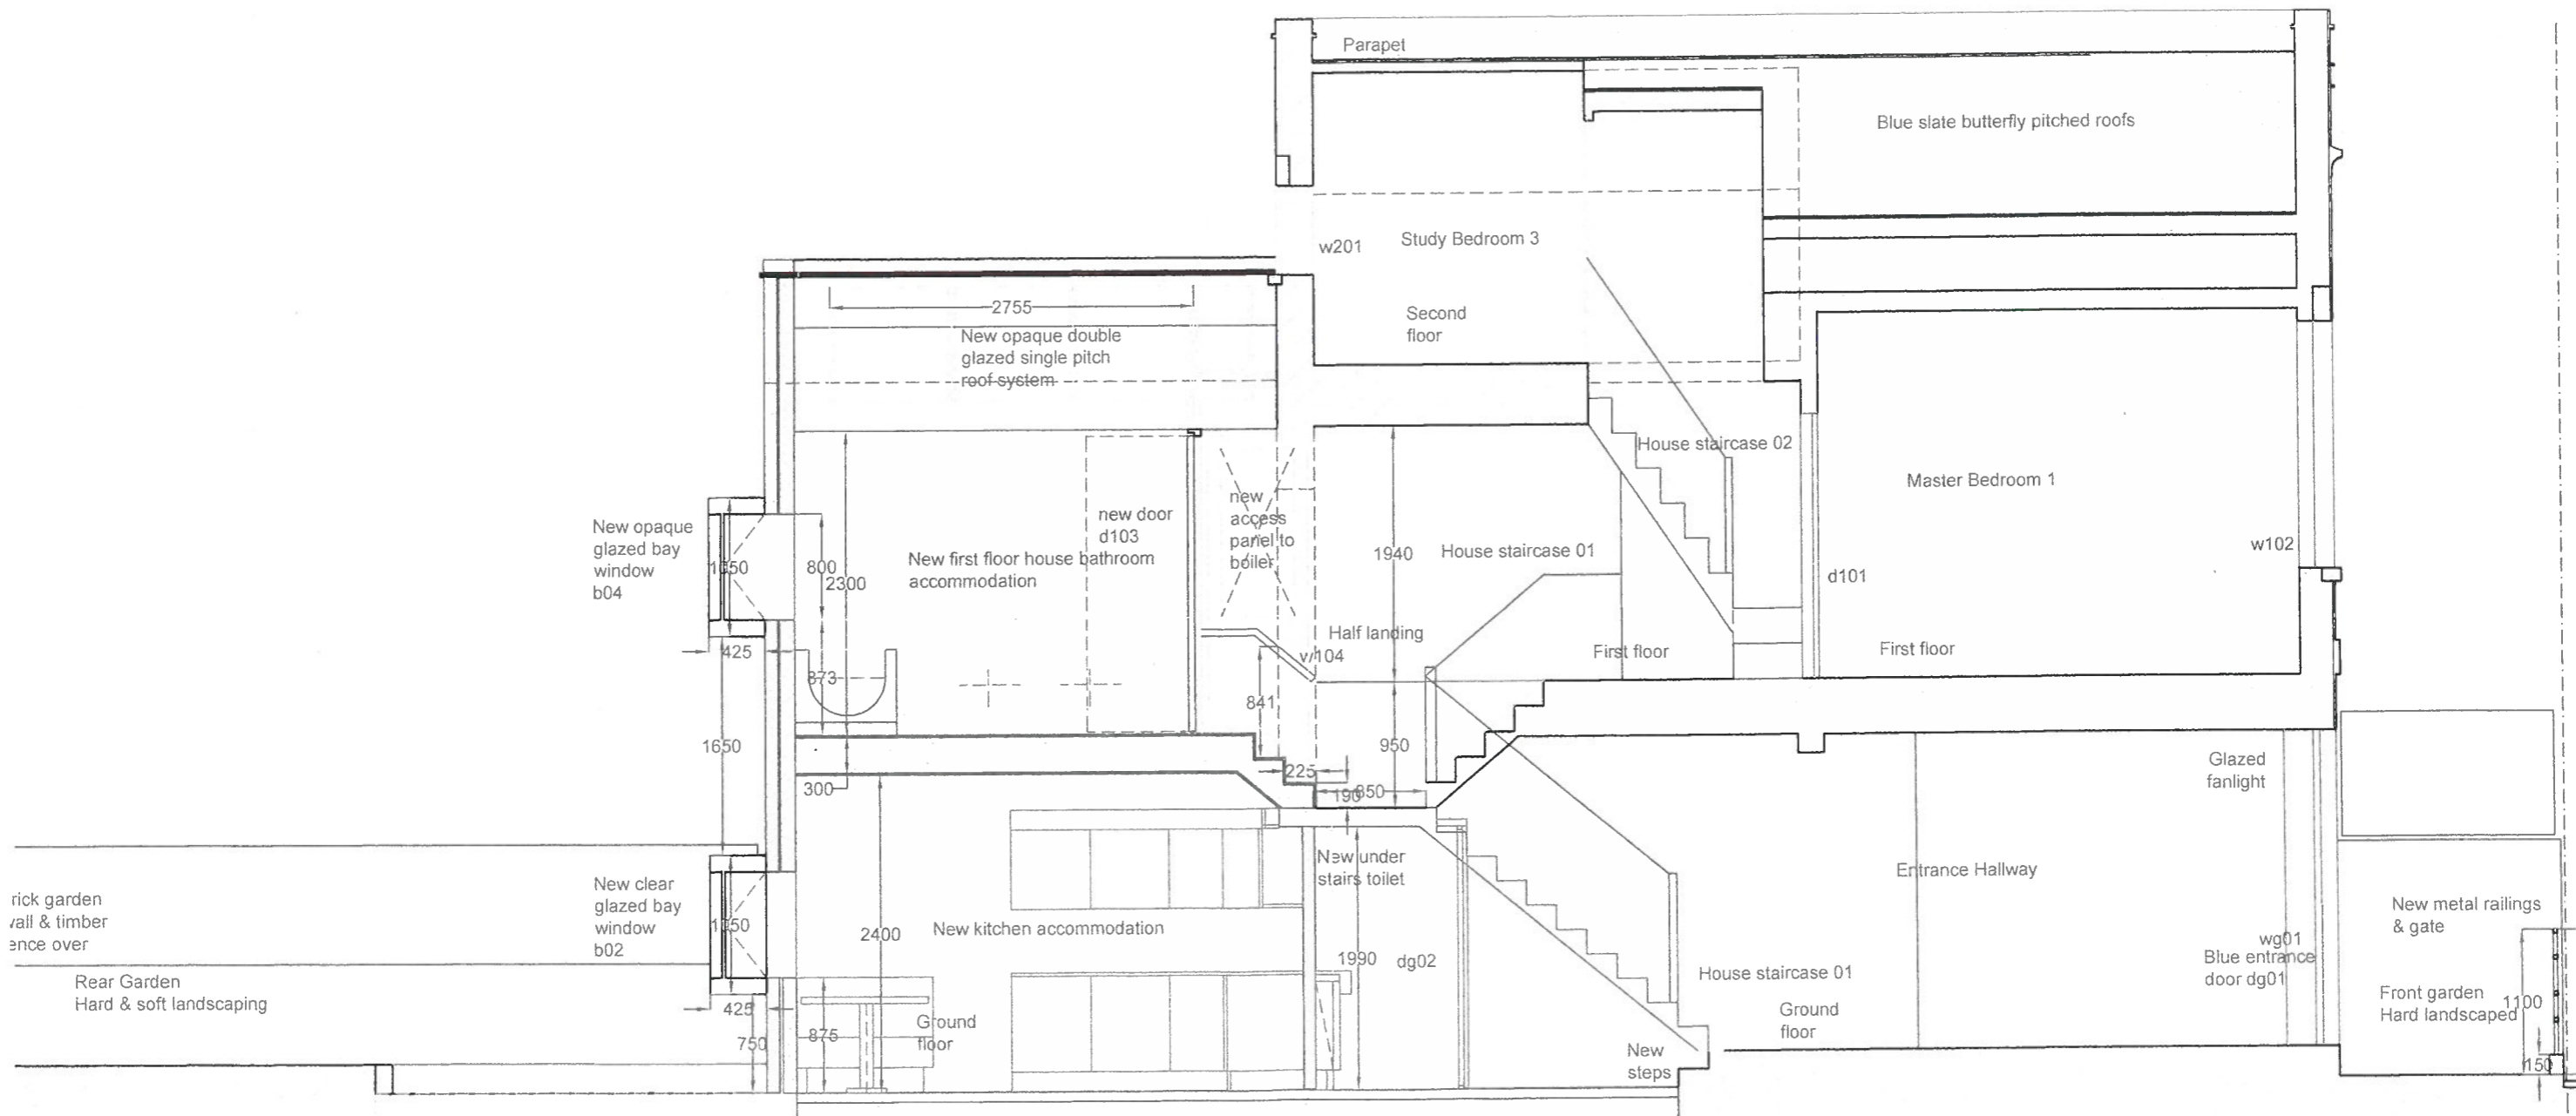 Parapet
Blue slate butterfly pitched roofs
w201
Study Bedroom 3
Second
floor
2755
New opaque double
glazed single pitch
roof system
House staircase 02
Master Bedroom 1
New opaque
glazed bay
window
b04
1350
800
2300
new door
d103
New first floor house bathroom
accommodation
new
access
panel to
boiler
1940
House staircase 01
d101
w102
Half landing
w104
First floor
First floor
425
873
841
1650
950
225
190
850
300
Glazed
fanlight
New under
stairs toilet
Entrance Hallway
rick garden
wall & timber
ence over
New clear
glazed bay
window
b02
1350
2400
New kitchen accommodation
1990
dg02
House staircase 01
wg01
Blue entrance
door dg01
New metal railings
& gate
Rear Garden
Hard & soft landscaping
425
750
875
Ground
floor
Ground
floor
New
steps
Front garden
Hard landscaped
1100
150